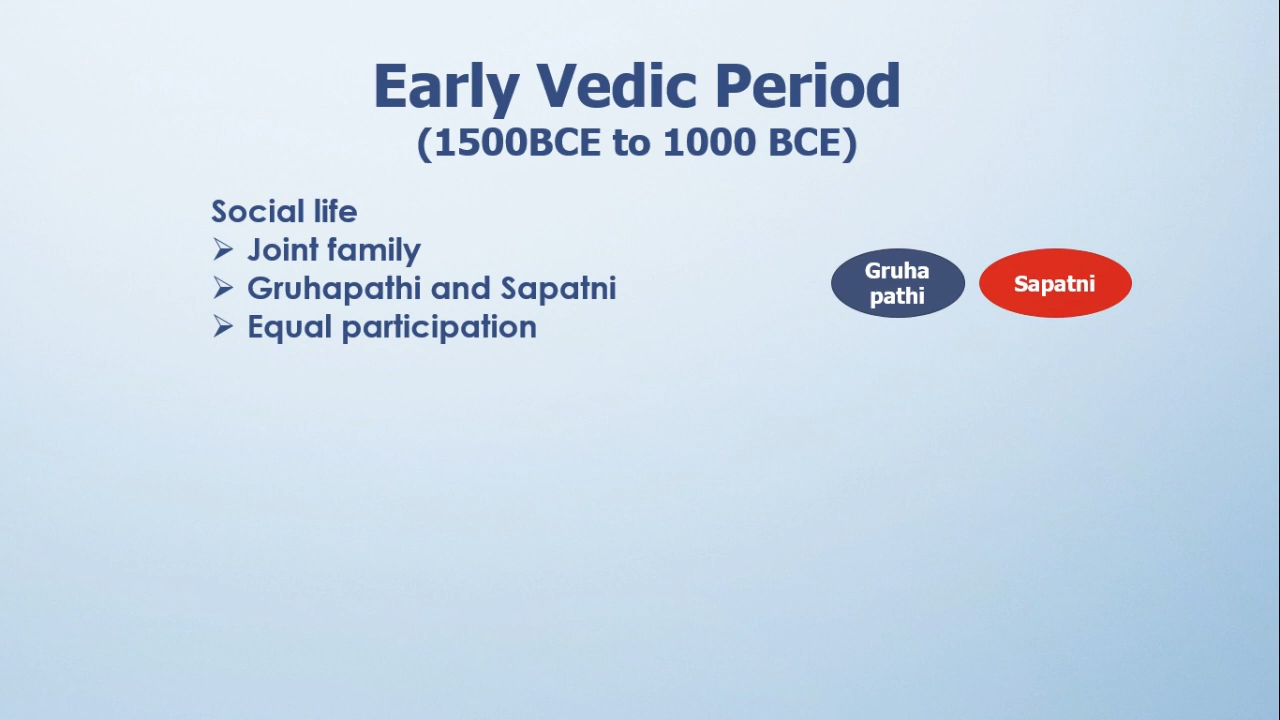 Early Vedic Period
(1500BCE to 1000 BCE)
Social life
➢ Joint family
➢ Gruhapathi and Sapatni
➢ Equal participation
Gruha
pathi
Sapatni